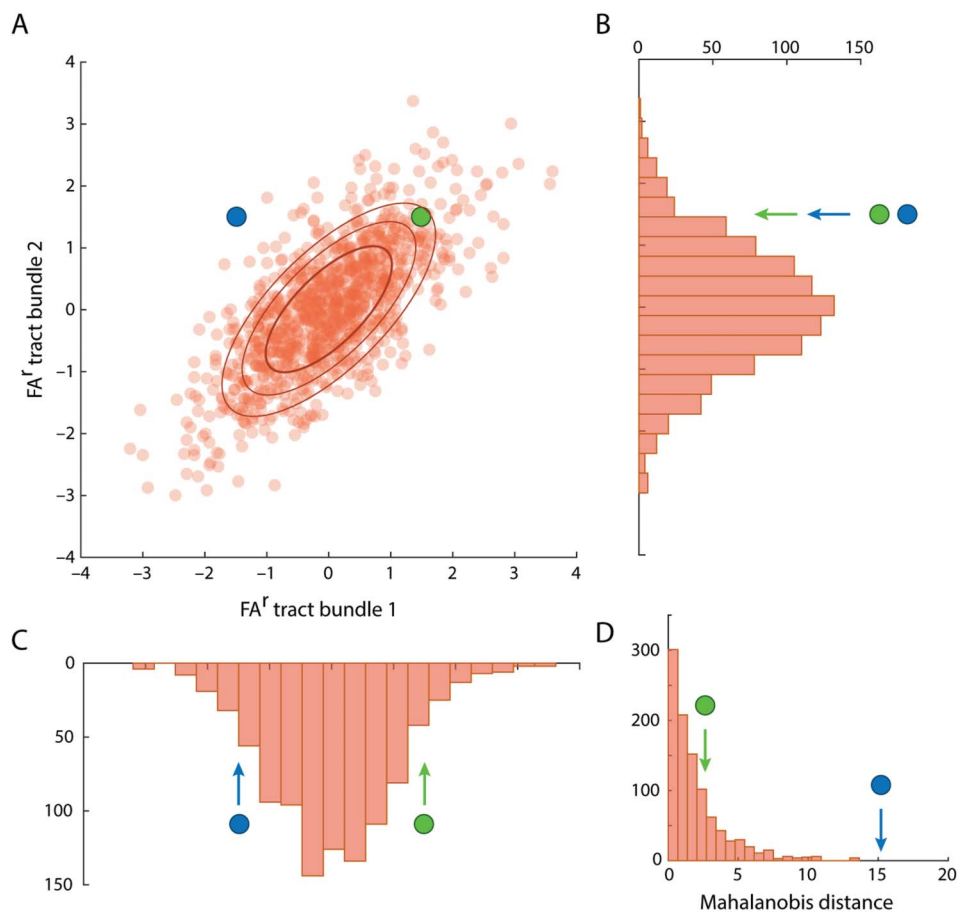 A
4
3
2
1
0
−1
−2
−3
−4
−4 −3 −2 −1 0 1 2 3 4
FAʳ tract bundle 2
FAʳ tract bundle 1
B
0 50 100 150
C
0
50
100
150
D
300
200
100
0
0 5 10 15 20
Mahalanobis distance